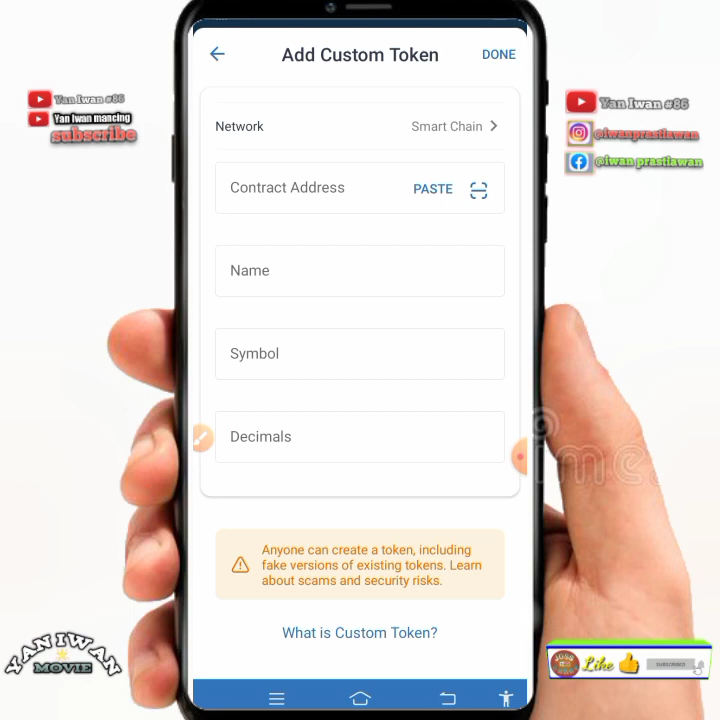 Add Custom Token
DONE
Network
Smart Chain
Contract Address
PASTE
Name
Symbol
Decimals
Anyone can create a token, including
fake versions of existing tokens. Learn
about scams and security risks.
What is Custom Token?
Yan Iwan #86
Yan Iwan mancing
subscribe
Yan Iwan #86
@iwanprastiawan
@iwan prastiawan
YAN IWAN
MOVIE
Like
SUBSCRIBED